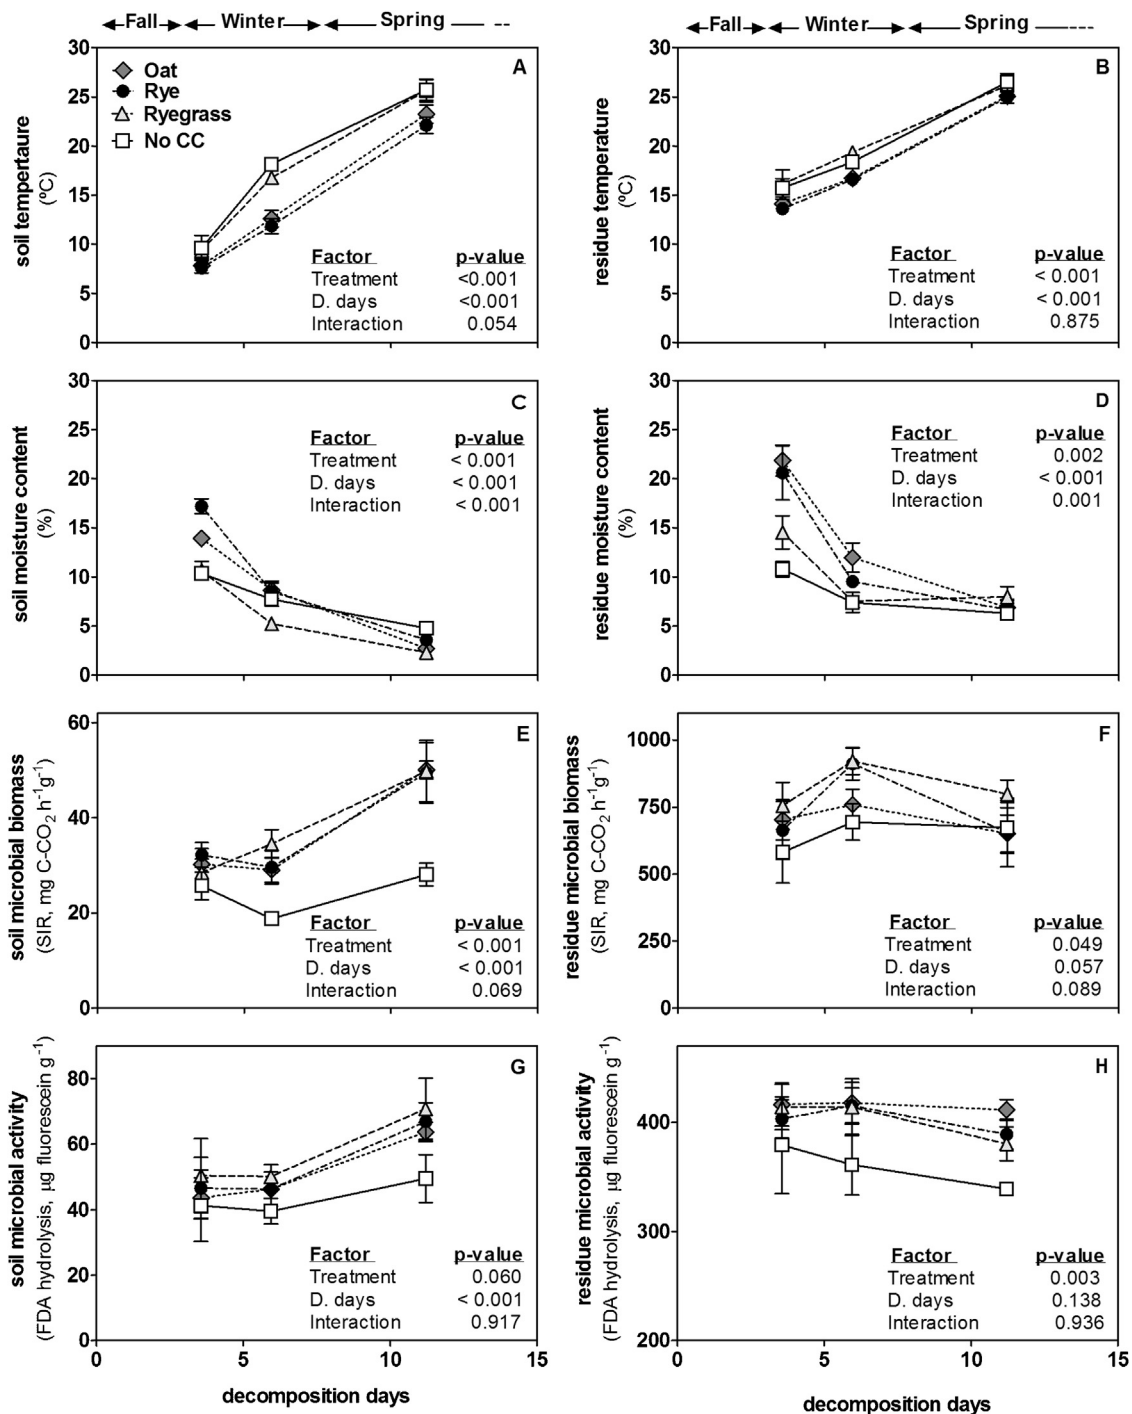 Fall Winter Spring
Fall Winter Spring
30
25
20
15
10
5
0
soil tempertaure
(ºC)
A
Oat
Rye
Ryegrass
No CC
Factor p-value
Treatment <0.001
D. days <0.001
Interaction 0.054
30
25
20
15
10
5
0
residue temperature
(ºC)
B
Factor p-value
Treatment < 0.001
D. days < 0.001
Interaction 0.875
30
25
20
15
10
5
0
soil moisture content
(%)
C
Factor p-value
Treatment < 0.001
D. days < 0.001
Interaction < 0.001
30
25
20
15
10
5
0
residue moisture content
(%)
D
Factor p-value
Treatment 0.002
D. days < 0.001
Interaction 0.001
60
40
20
0
soil microbial biomass
(SIR, mg C-CO₂ h⁻¹g⁻¹)
E
Factor p-value
Treatment < 0.001
D. days < 0.001
Interaction 0.069
1000
750
500
250
0
residue microbial biomass
(SIR, mg C-CO₂ h⁻¹g⁻¹)
F
Factor p-value
Treatment 0.049
D. days 0.057
Interaction 0.089
80
60
40
20
0
soil microbial activity
(FDA hydrolysis, µg fluorescein g⁻¹)
G
Factor p-value
Treatment 0.060
D. days < 0.001
Interaction 0.917
0 5 10 15
decomposition days
400
300
200
residue microbial activity
(FDA hydrolysis, µg fluorescein g⁻¹)
H
Factor p-value
Treatment 0.003
D. days 0.138
Interaction 0.936
0 5 10 15
decomposition days